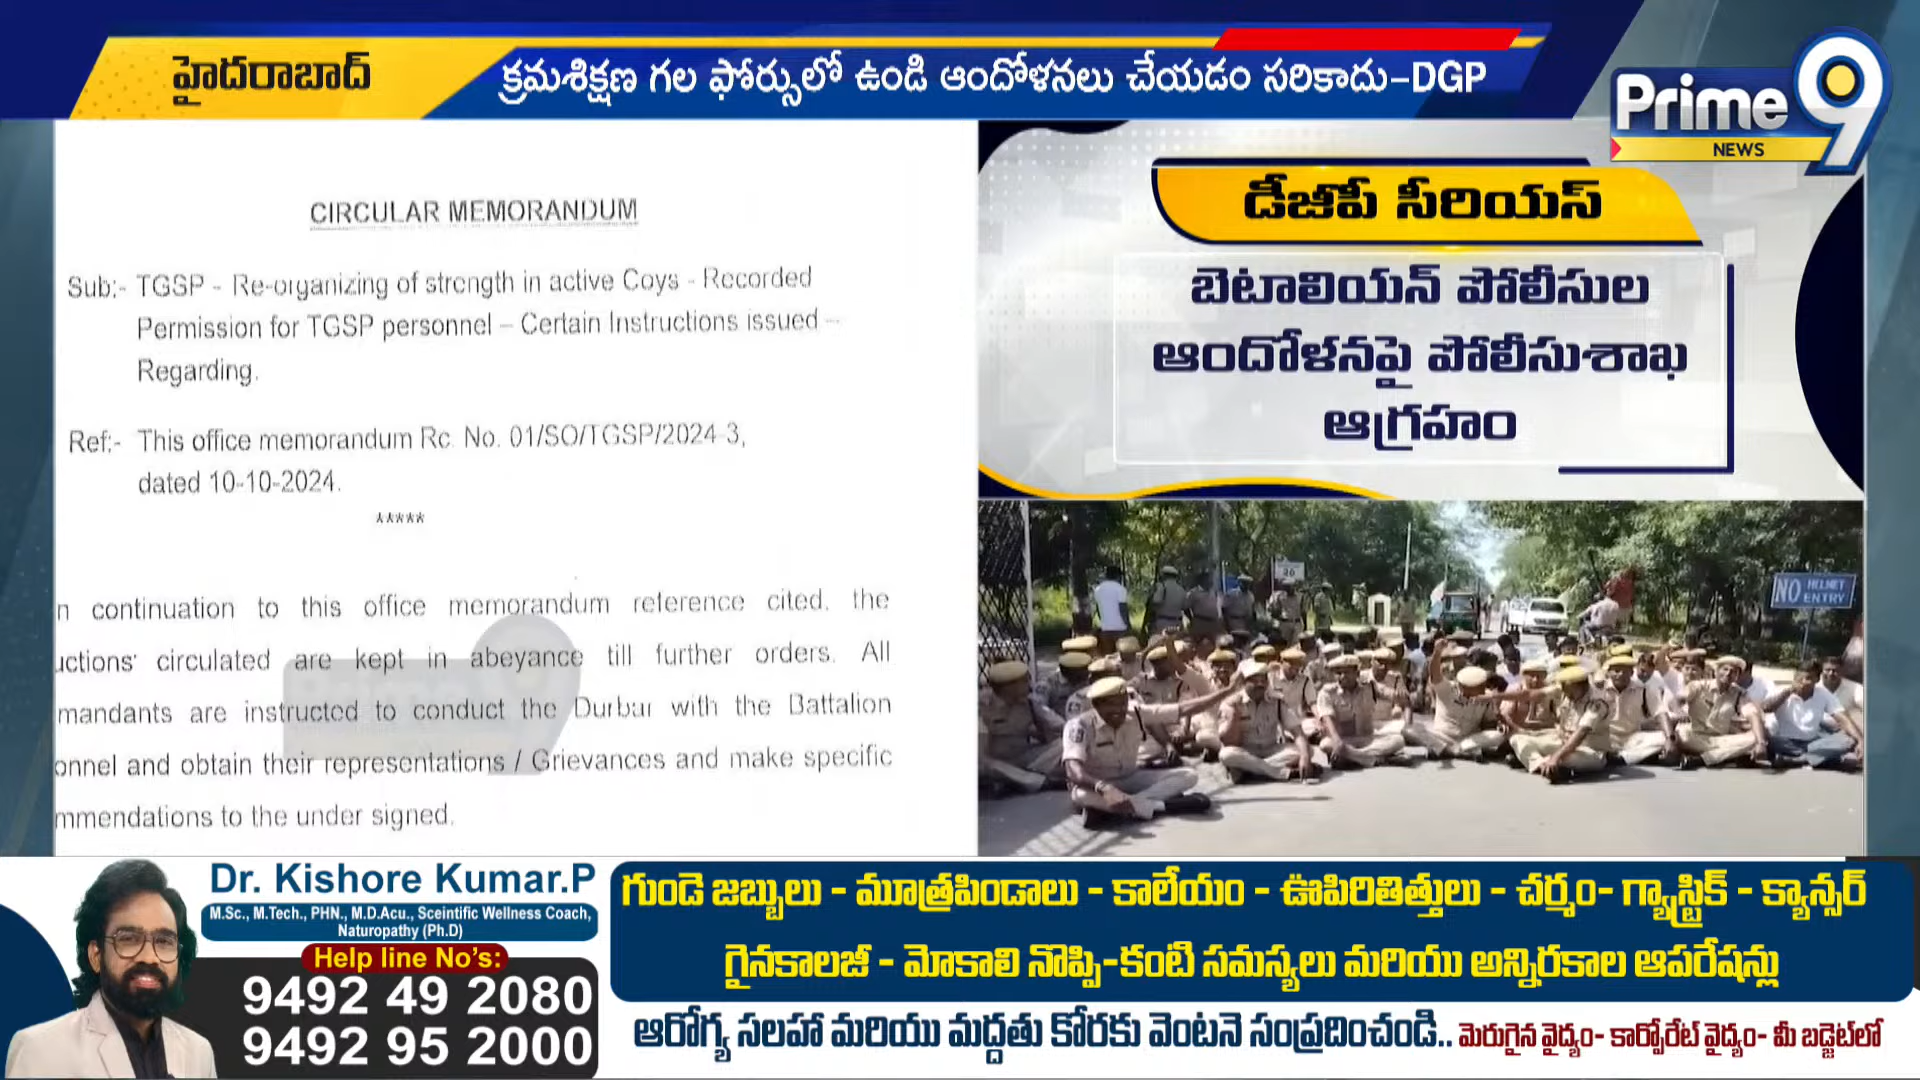 హైదరాబాద్
క్రమశిక్షణ గల ఫోర్సులో ఉండి ఆందోళనలు చేయడం సరికాదు-DGP
Prime9
NEWS
CIRCULAR MEMORANDUM
Sub:- TGSP - Re-organizing of strength in active Coys - Recorded
Permission for TGSP personnel – Certain Instructions issued –
Regarding.
Ref:- This office memorandum Rc. No. 01/SO/TGSP/2024-3,
dated 10-10-2024.
*****
n continuation to this office memorandum reference cited, the
uctions' circulated are kept in abeyance till further orders. All
mandants are instructed to conduct the Durbar with the Battalion
onnel and obtain their representations / Grievances and make specific
mmendations to the under signed.
డీజీపీ సీరియస్
బెటాలియన్ పోలీసుల
ఆందోళనపై పోలీసుశాఖ
ఆగ్రహం
NO HELMET
ENTRY
Dr. Kishore Kumar.P
M.Sc., M.Tech., PHN., M.D.Acu., Sceintific Wellness Coach,
Naturopathy (Ph.D)
Help line No's:
9492 49 2080
9492 95 2000
గుండె జబ్బులు - మూత్రపిండాలు - కాలేయం - ఊపిరితిత్తులు - చర్మం- గ్యాస్ట్రిక్ - క్యాన్సర్
గైనకాలజీ - మోకాలి నొప్పి-కంటి సమస్యలు మరియు అన్నిరకాల ఆపరేషన్లు
ఆరోగ్య సలహా మరియు మద్దతు కోరకు వెంటనే సంప్రదించండి.. మెరుగైన వైద్యం- కార్పోరేట్ వైద్యం- మీ బడ్జెట్‌లో